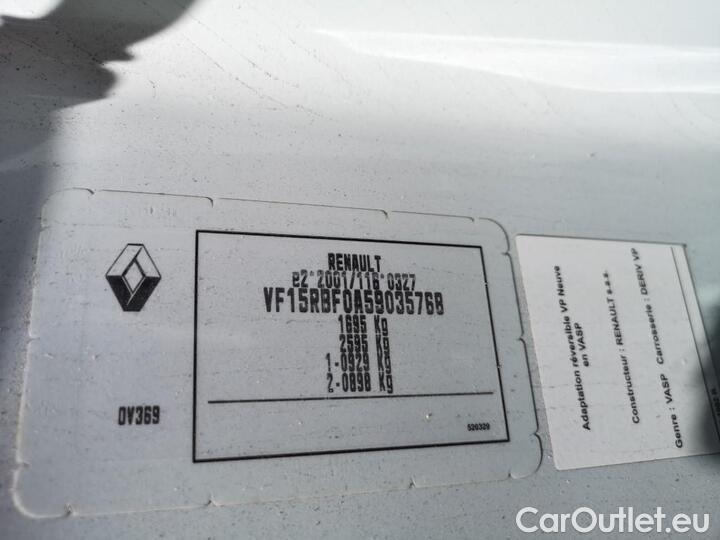 RENAULT
e2*2001/116*0327
VF15RBF0A59035768
1695 Kg
2595 Kg
1-0929 Kg
2-0898 Kg
0V369
526329
Adaptation réversible VP Neuve
en VASP
Constructeur : RENAULT s.a.s.
Genre : VASP Carrosserie : DERIV VP
CarOutlet.eu